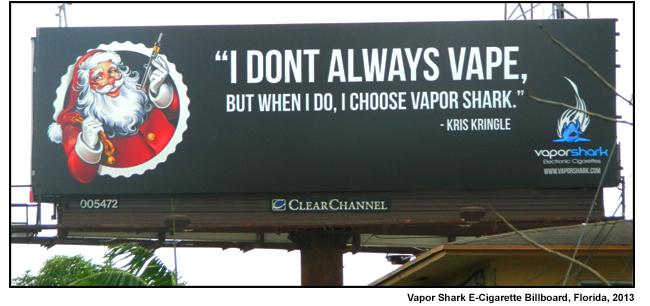 “I DONT ALWAYS VAPE,
BUT WHEN I DO, I CHOOSE VAPOR SHARK.”
- KRIS KRINGLE
vaporshark
Electronic Cigarettes
WWW.VAPORSHARK.COM
005472
CLEARCHANNEL
Vapor Shark E-Cigarette Billboard, Florida, 2013